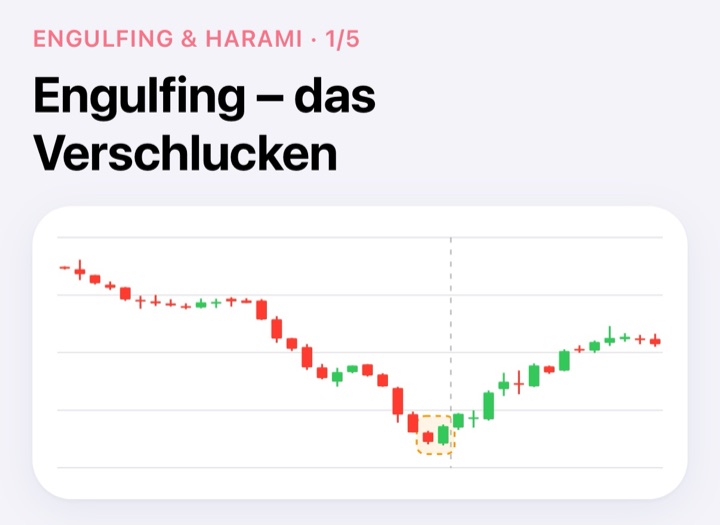 ENGULFING & HARAMI · 1/5
Engulfing – das
Verschlucken